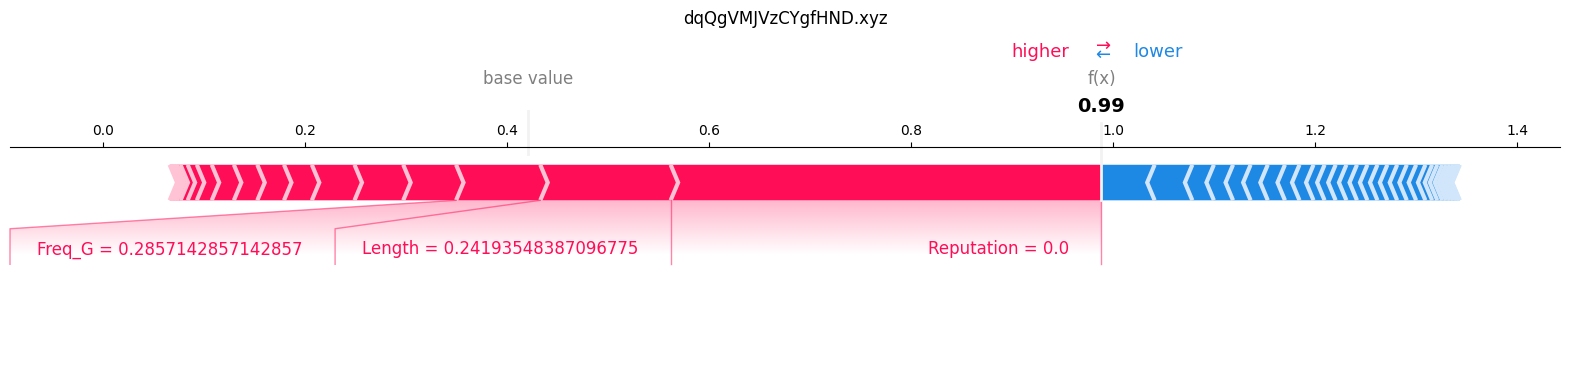 dqQgVMJVzCYgfHND.xyz
higher ⇄ lower
base value f(x)
0.99
0.0 0.2 0.4 0.6 0.8 1.0 1.2 1.4
Freq_G = 0.2857142857142857 Length = 0.24193548387096775 Reputation = 0.0